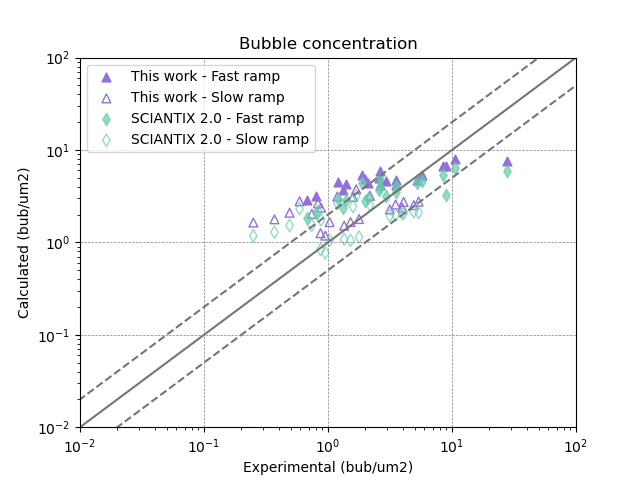 Bubble concentration
This work - Fast ramp
This work - Slow ramp
SCIANTIX 2.0 - Fast ramp
SCIANTIX 2.0 - Slow ramp
Calculated (bub/um2)
10²
10¹
10⁰
10⁻¹
10⁻²
10⁻² 10⁻¹ 10⁰ 10¹ 10²
Experimental (bub/um2)